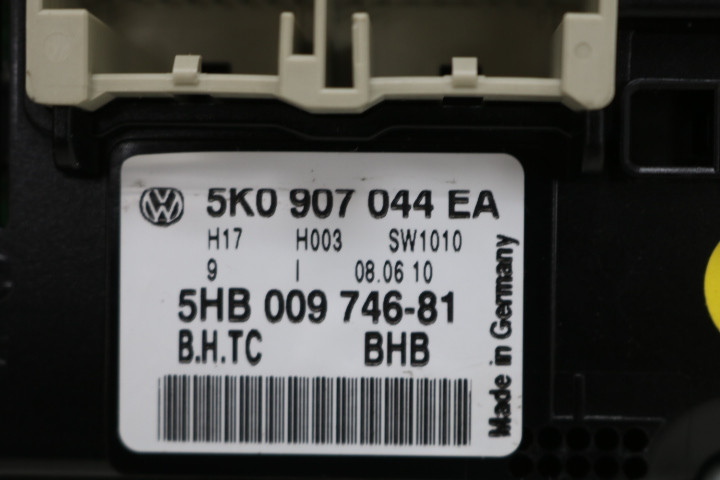 5K0 907 044 EA
H17 H003 SW1010
9 I 08.06 10
5HB 009 746-81
B.H.TC BHB
Made in Germany